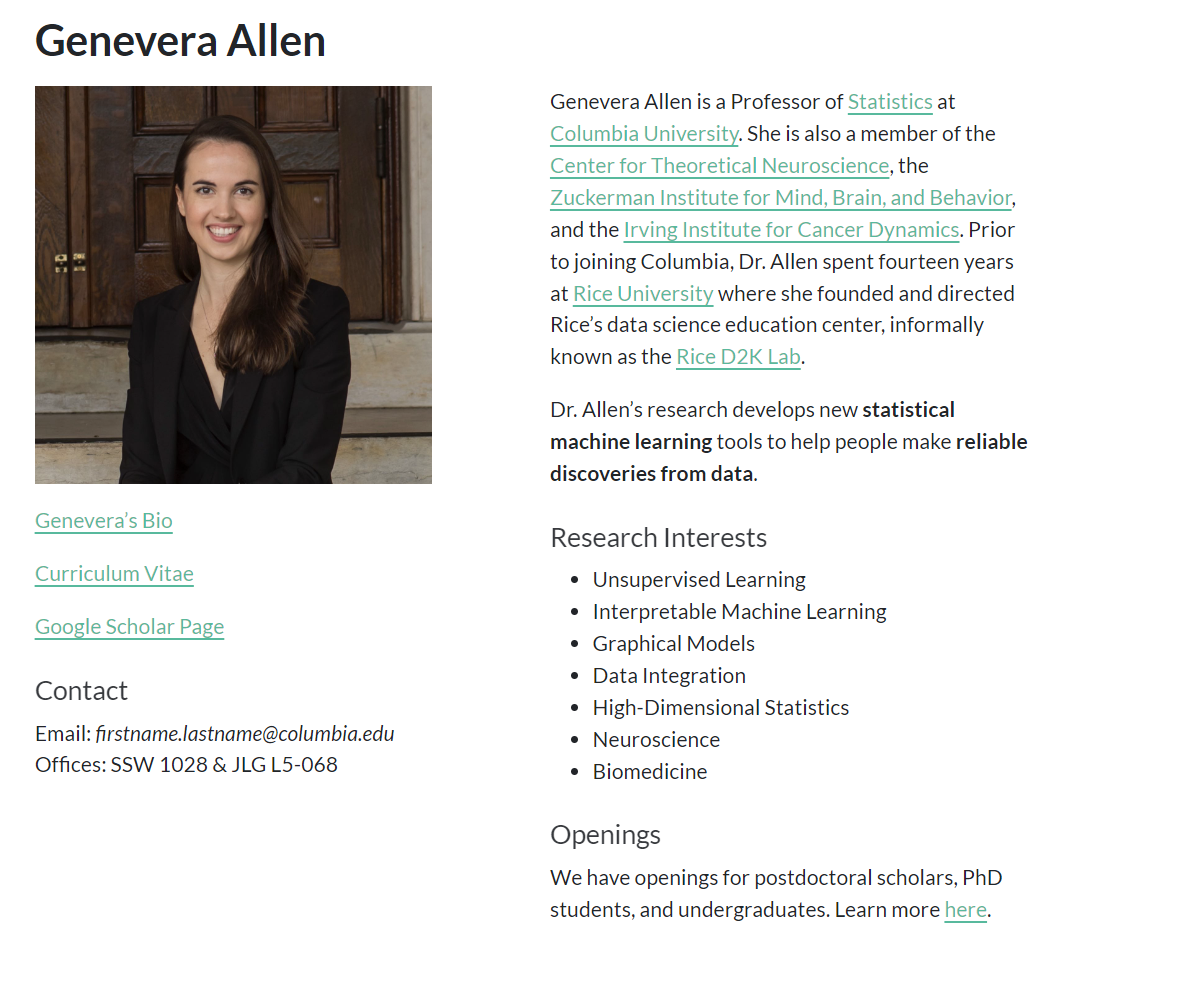 Genevera Allen
Genevera's Bio
Curriculum Vitae
Google Scholar Page
Contact
Email: firstname.lastname@columbia.edu
Offices: SSW 1028 & JLG L5-068
Genevera Allen is a Professor of Statistics at
Columbia University. She is also a member of the
Center for Theoretical Neuroscience, the
Zuckerman Institute for Mind, Brain, and Behavior,
and the Irving Institute for Cancer Dynamics. Prior
to joining Columbia, Dr. Allen spent fourteen years
at Rice University where she founded and directed
Rice's data science education center, informally
known as the Rice D2K Lab.
Dr. Allen's research develops new statistical
machine learning tools to help people make reliable
discoveries from data.
Research Interests
• Unsupervised Learning
• Interpretable Machine Learning
• Graphical Models
• Data Integration
• High-Dimensional Statistics
• Neuroscience
• Biomedicine
Openings
We have openings for postdoctoral scholars, PhD
students, and undergraduates. Learn more here.